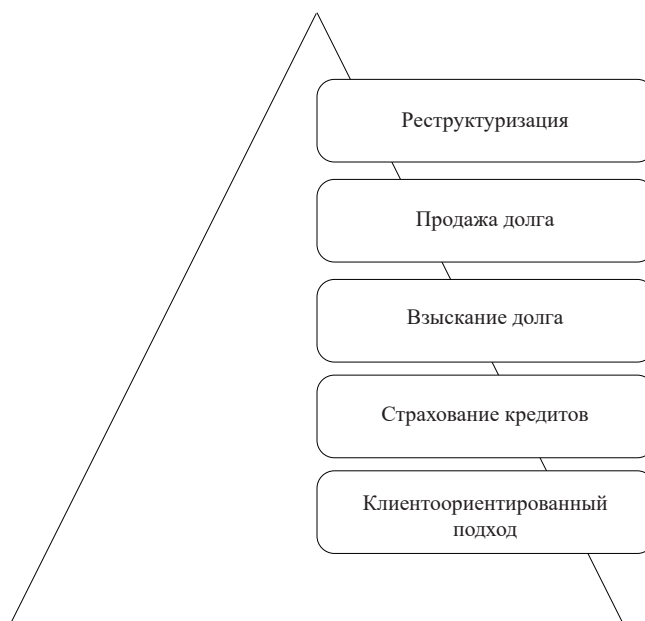 Реструктуризация
Продажа долга
Взыскание долга
Страхование кредитов
Клиентоориентированный
подход